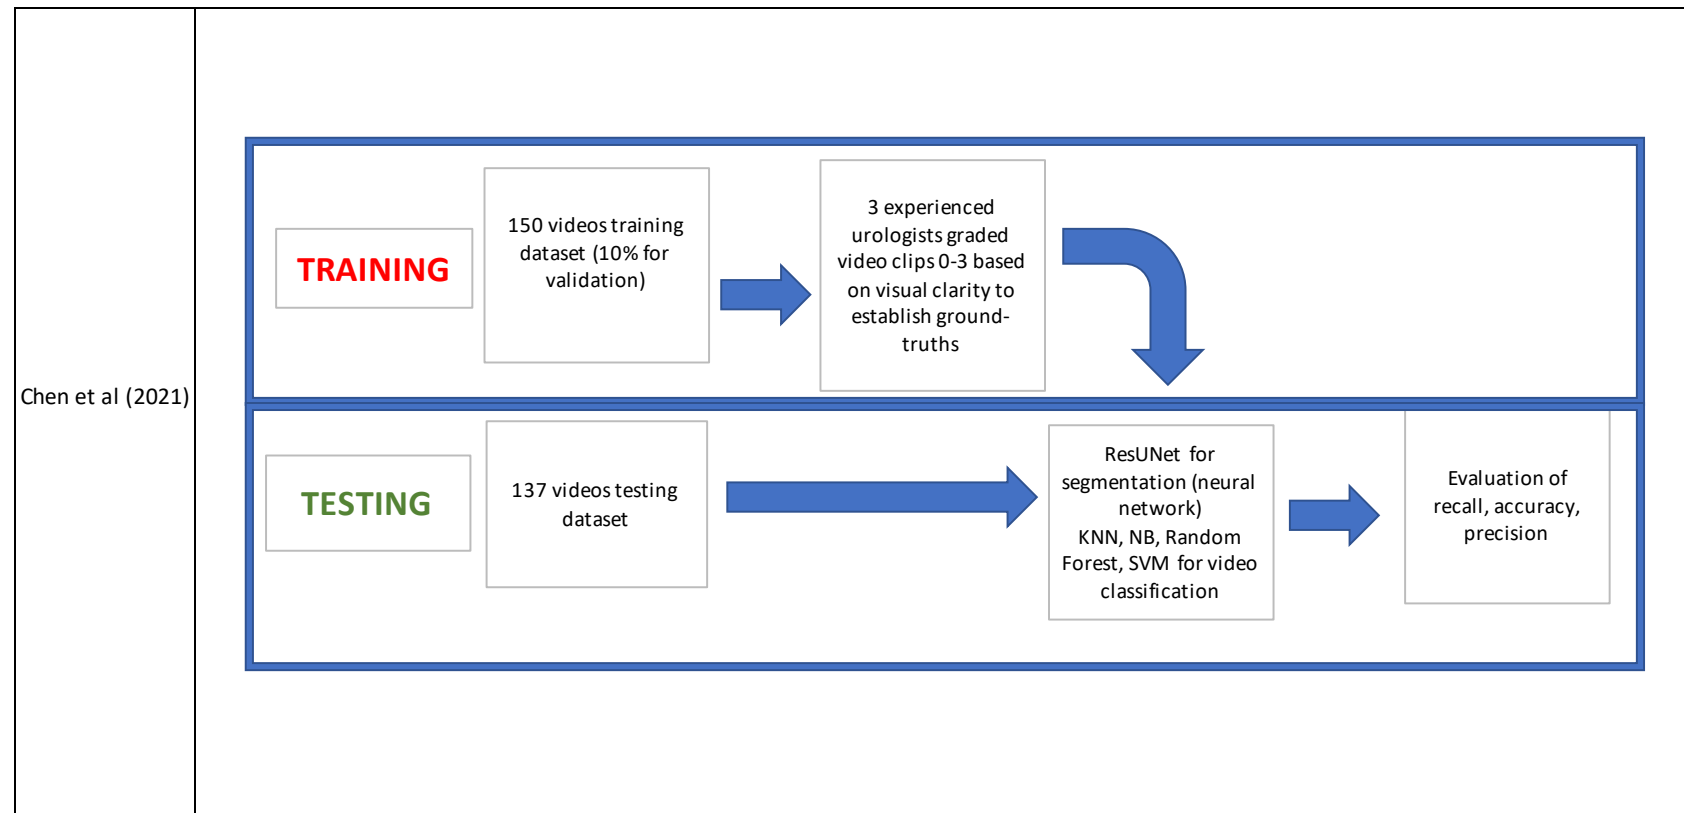 Chen et al (2021)
TRAINING
150 videos training
dataset (10% for
validation)
3 experienced
urologists graded
video clips 0-3 based
on visual clarity to
establish ground-
truths
TESTING
137 videos testing
dataset
ResUNet for
segmentation (neural
network)
KNN, NB, Random
Forest, SVM for video
classification
Evaluation of
recall, accuracy,
precision